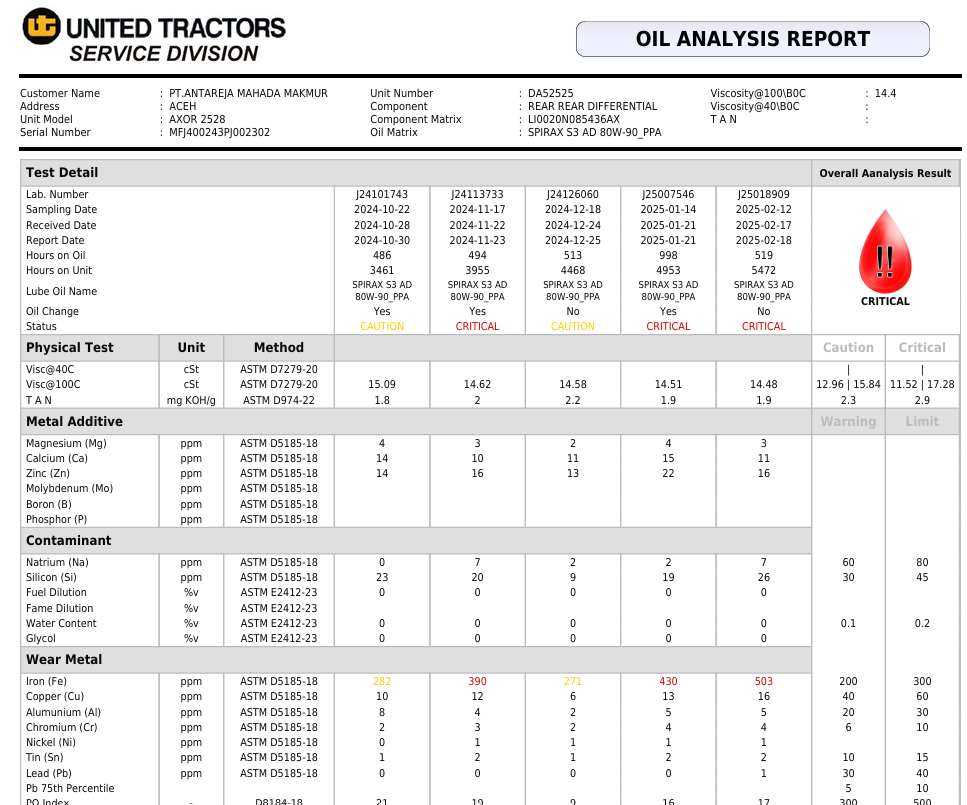 ut UNITED TRACTORS
SERVICE DIVISION
OIL ANALYSIS REPORT
Customer Name : PT.ANTAREJA MAHADA MAKMUR Unit Number : DA52525 Viscosity@100\B0C : 14.4
Address : ACEH Component : REAR REAR DIFFERENTIAL Viscosity@40\B0C :
Unit Model : AXOR 2528 Component Matrix : LI0020N085436AX T A N :
Serial Number : MFJ400243PJ002302 Oil Matrix : SPIRAX S3 AD 80W-90_PPA
Test Detail Overall Aanalysis Result
Lab. Number J24101743 J24113733 J24126060 J25007546 J25018909
Sampling Date 2024-10-22 2024-11-17 2024-12-18 2025-01-14 2025-02-12
Received Date 2024-10-28 2024-11-22 2024-12-24 2025-01-21 2025-02-17
Report Date 2024-10-30 2024-11-23 2024-12-25 2025-01-21 2025-02-18
Hours on Oil 486 494 513 998 519
Hours on Unit 3461 3955 4468 4953 5472
!!
SPIRAX S3 AD SPIRAX S3 AD SPIRAX S3 AD SPIRAX S3 AD SPIRAX S3 AD
Lube Oil Name
80W-90_PPA 80W-90_PPA 80W-90_PPA 80W-90_PPA 80W-90_PPA
CRITICAL
Oil Change Yes Yes No Yes No
Status CAUTION CRITICAL CAUTION CRITICAL CRITICAL
Physical Test Unit Method Caution Critical
Visc@40C cSt ASTM D7279-20 | |
Visc@100C cSt ASTM D7279-20 15.09 14.62 14.58 14.51 14.48 12.96 | 15.84 11.52 | 17.28
T A N mg KOH/g ASTM D974-22 1.8 2 2.2 1.9 1.9 2.3 2.9
Metal Additive Warning Limit
Magnesium (Mg) ppm ASTM D5185-18 4 3 2 4 3
Calcium (Ca) ppm ASTM D5185-18 14 10 11 15 11
Zinc (Zn) ppm ASTM D5185-18 14 16 13 22 16
Molybdenum (Mo) ppm ASTM D5185-18
Boron (B) ppm ASTM D5185-18
Phosphor (P) ppm ASTM D5185-18
Contaminant
Natrium (Na) ppm ASTM D5185-18 0 7 2 2 7 60 80
Silicon (Si) ppm ASTM D5185-18 23 20 9 19 26 30 45
Fuel Dilution %v ASTM E2412-23 0 0 0 0 0
Fame Dilution %v ASTM E2412-23
Water Content %v ASTM E2412-23 0 0 0 0 0 0.1 0.2
Glycol %v ASTM E2412-23 0 0 0 0 0
Wear Metal
Iron (Fe) ppm ASTM D5185-18 282 390 271 430 503 200 300
Copper (Cu) ppm ASTM D5185-18 10 12 6 13 16 40 60
Alumunium (Al) ppm ASTM D5185-18 8 4 2 5 5 20 30
Chromium (Cr) ppm ASTM D5185-18 2 3 2 4 4 6 10
Nickel (Ni) ppm ASTM D5185-18 0 1 1 1 1
Tin (Sn) ppm ASTM D5185-18 1 2 1 2 2 10 15
Lead (Pb) ppm ASTM D5185-18 0 0 0 0 1 30 40
Pb 75th Percentile 5 10
PQ Index - D8184-18 21 19 9 16 17 300 500